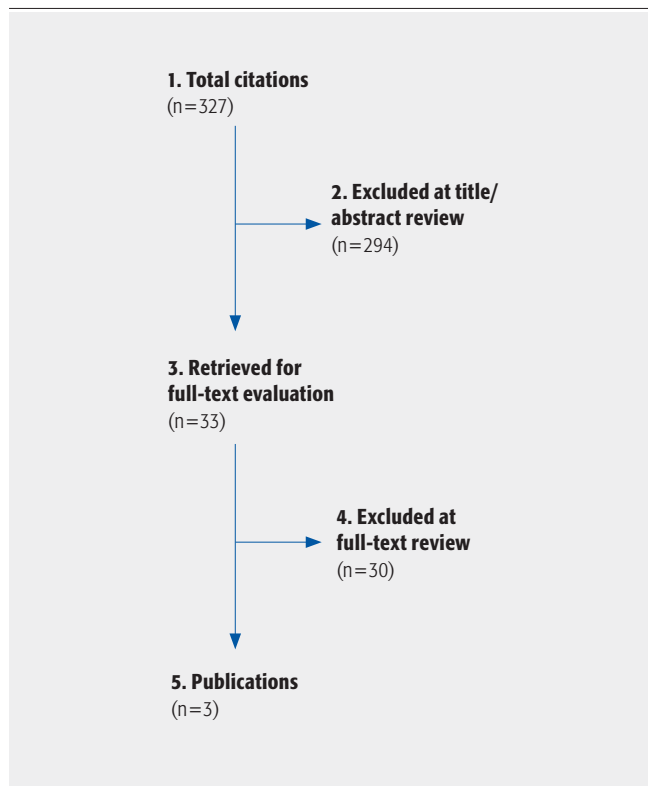 1. Total citations
(n=327)
2. Excluded at title/
abstract review
(n=294)
3. Retrieved for
full-text evaluation
(n=33)
4. Excluded at
full-text review
(n=30)
5. Publications
(n=3)